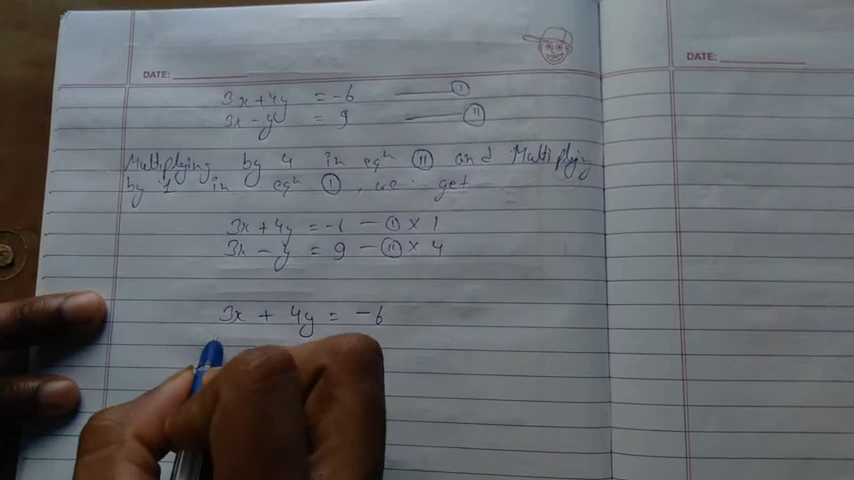 DATE:
DATE:
3x+4y = -6 ——— I
3x-y = 9 ——— II
Multiplying by 4 in eqn II and Multiplying
by 1 in eqn I, we get
3x+4y = -6 — I × 1
3x - y = 9 — II × 4
3x + 4y = -6